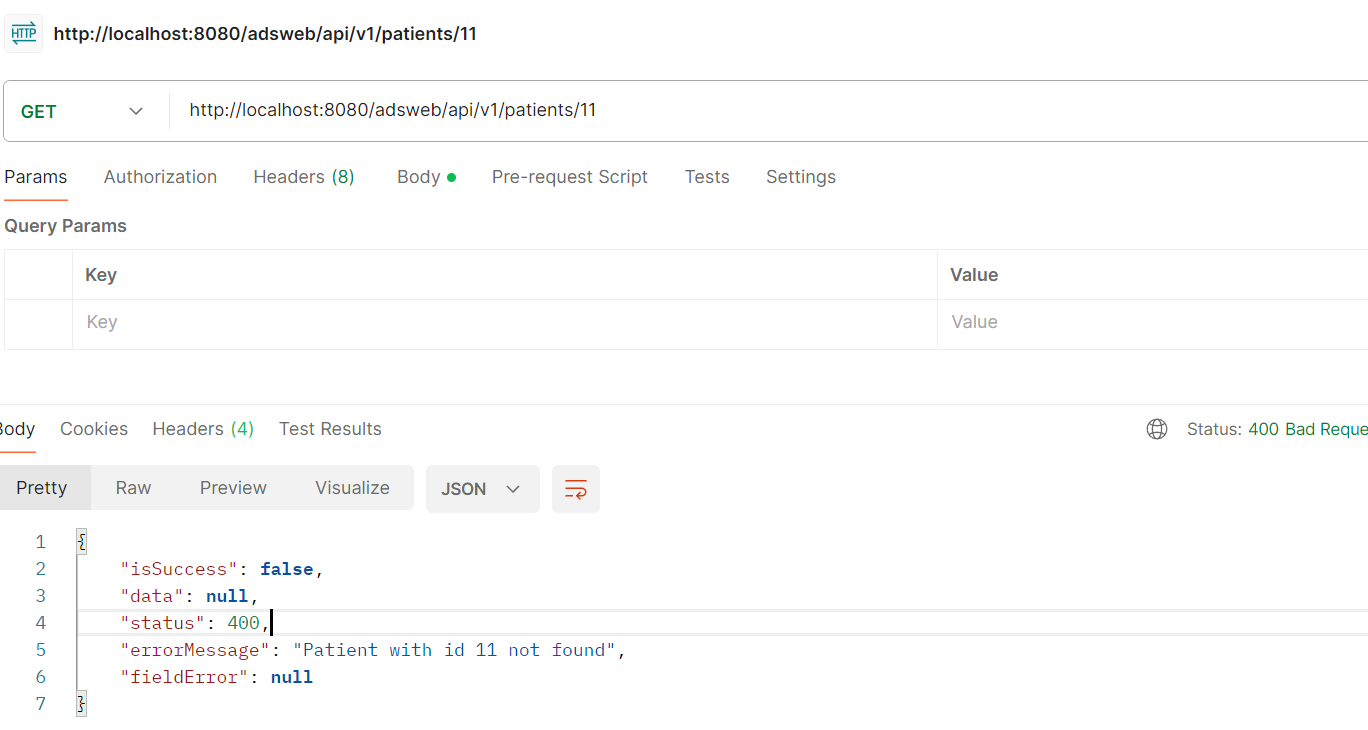 HTTP http://localhost:8080/adsweb/api/v1/patients/11
GET http://localhost:8080/adsweb/api/v1/patients/11
Params Authorization Headers (8) Body Pre-request Script Tests Settings
Query Params
Key Value
Key Value
Body Cookies Headers (4) Test Results Status: 400 Bad Reque
Pretty Raw Preview Visualize JSON
1 {
2 "isSuccess": false,
3 "data": null,
4 "status": 400,
5 "errorMessage": "Patient with id 11 not found",
6 "fieldError": null
7 }